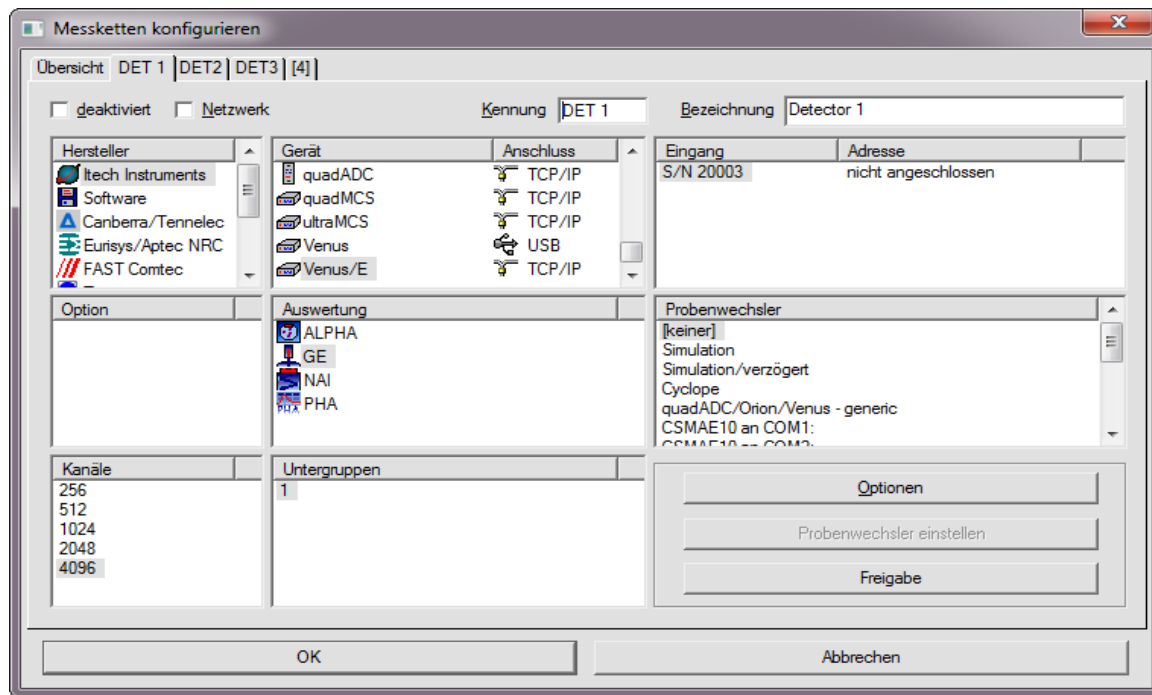 Messketten konfigurieren
Übersicht DET 1 DET2 DET3 [4]
deaktiviert Netzwerk Kennung DET 1 Bezeichnung Detector 1
Hersteller Gerät Anschluss Eingang Adresse
Itech Instruments quadADC TCP/IP S/N 20003 nicht angeschlossen
Software quadMCS TCP/IP
Canberra/Tennelec ultraMCS TCP/IP
Eurisys/Aptec NRC Venus USB
FAST Comtec Venus/E TCP/IP
Option Auswertung Probenwechsler
ALPHA [keiner]
GE Simulation
NAI Simulation/verzögert
PHA Cyclope
quadADC/Orion/Venus - generic
CSMAE10 an COM1:
CSMAE10 an COM2:
Kanäle Untergruppen
256 1 Optionen
512
1024 Probenwechsler einstellen
2048
4096 Freigabe
OK Abbrechen